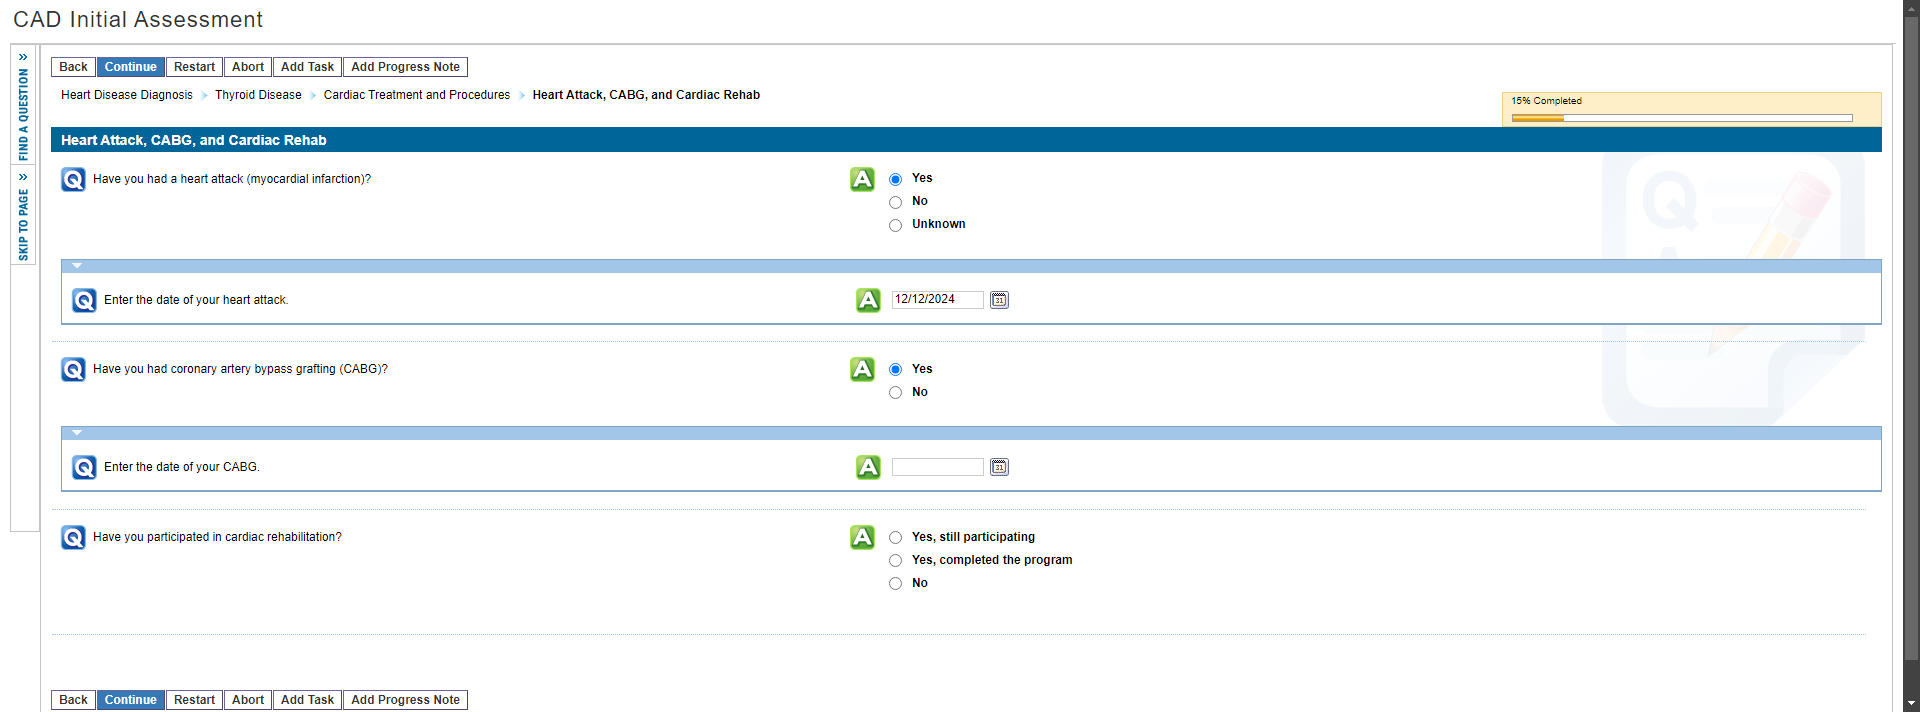 CAD Initial Assessment
FIND A QUESTION »
SKIP TO PAGE »
Back Continue Restart Abort Add Task Add Progress Note
Heart Disease Diagnosis Thyroid Disease Cardiac Treatment and Procedures Heart Attack, CABG, and Cardiac Rehab
15% Completed
Heart Attack, CABG, and Cardiac Rehab
Q Have you had a heart attack (myocardial infarction)? A Yes
No
Unknown
Q Enter the date of your heart attack. A 12/12/2024 31
Q Have you had coronary artery bypass grafting (CABG)? A Yes
No
Q Enter the date of your CABG. A 31
Q Have you participated in cardiac rehabilitation? A Yes, still participating
Yes, completed the program
No
Back Continue Restart Abort Add Task Add Progress Note